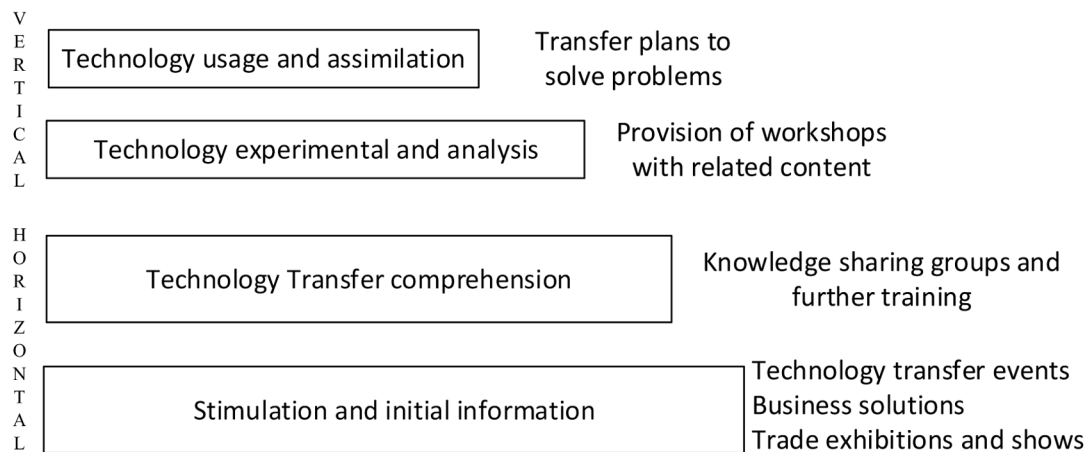 VERTICAL
Technology usage and assimilation
Transfer plans to
solve problems
Technology experimental and analysis
Provision of workshops
with related content
HORIZONTAL
Technology Transfer comprehension
Knowledge sharing groups and
further training
Stimulation and initial information
Technology transfer events
Business solutions
Trade exhibitions and shows